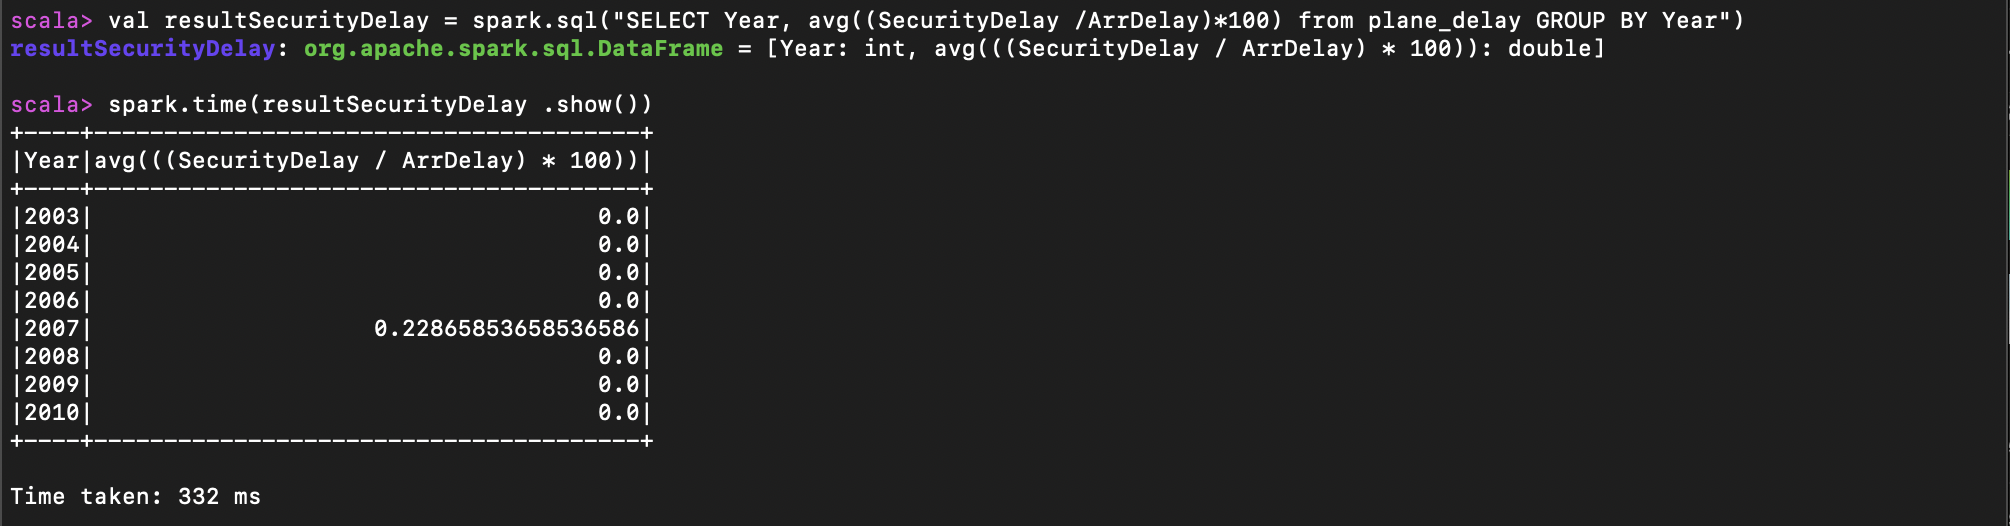 scala> val resultSecurityDelay = spark.sql("SELECT Year, avg((SecurityDelay /ArrDelay)*100) from plane_delay GROUP BY Year")
resultSecurityDelay: org.apache.spark.sql.DataFrame = [Year: int, avg(((SecurityDelay / ArrDelay) * 100)): double]

scala> spark.time(resultSecurityDelay .show())
+----+---------------------------------------+
|Year|avg(((SecurityDelay / ArrDelay) * 100))|
+----+---------------------------------------+
|2003|                                    0.0|
|2004|                                    0.0|
|2005|                                    0.0|
|2006|                                    0.0|
|2007|                    0.22865853658536586|
|2008|                                    0.0|
|2009|                                    0.0|
|2010|                                    0.0|
+----+---------------------------------------+

Time taken: 332 ms